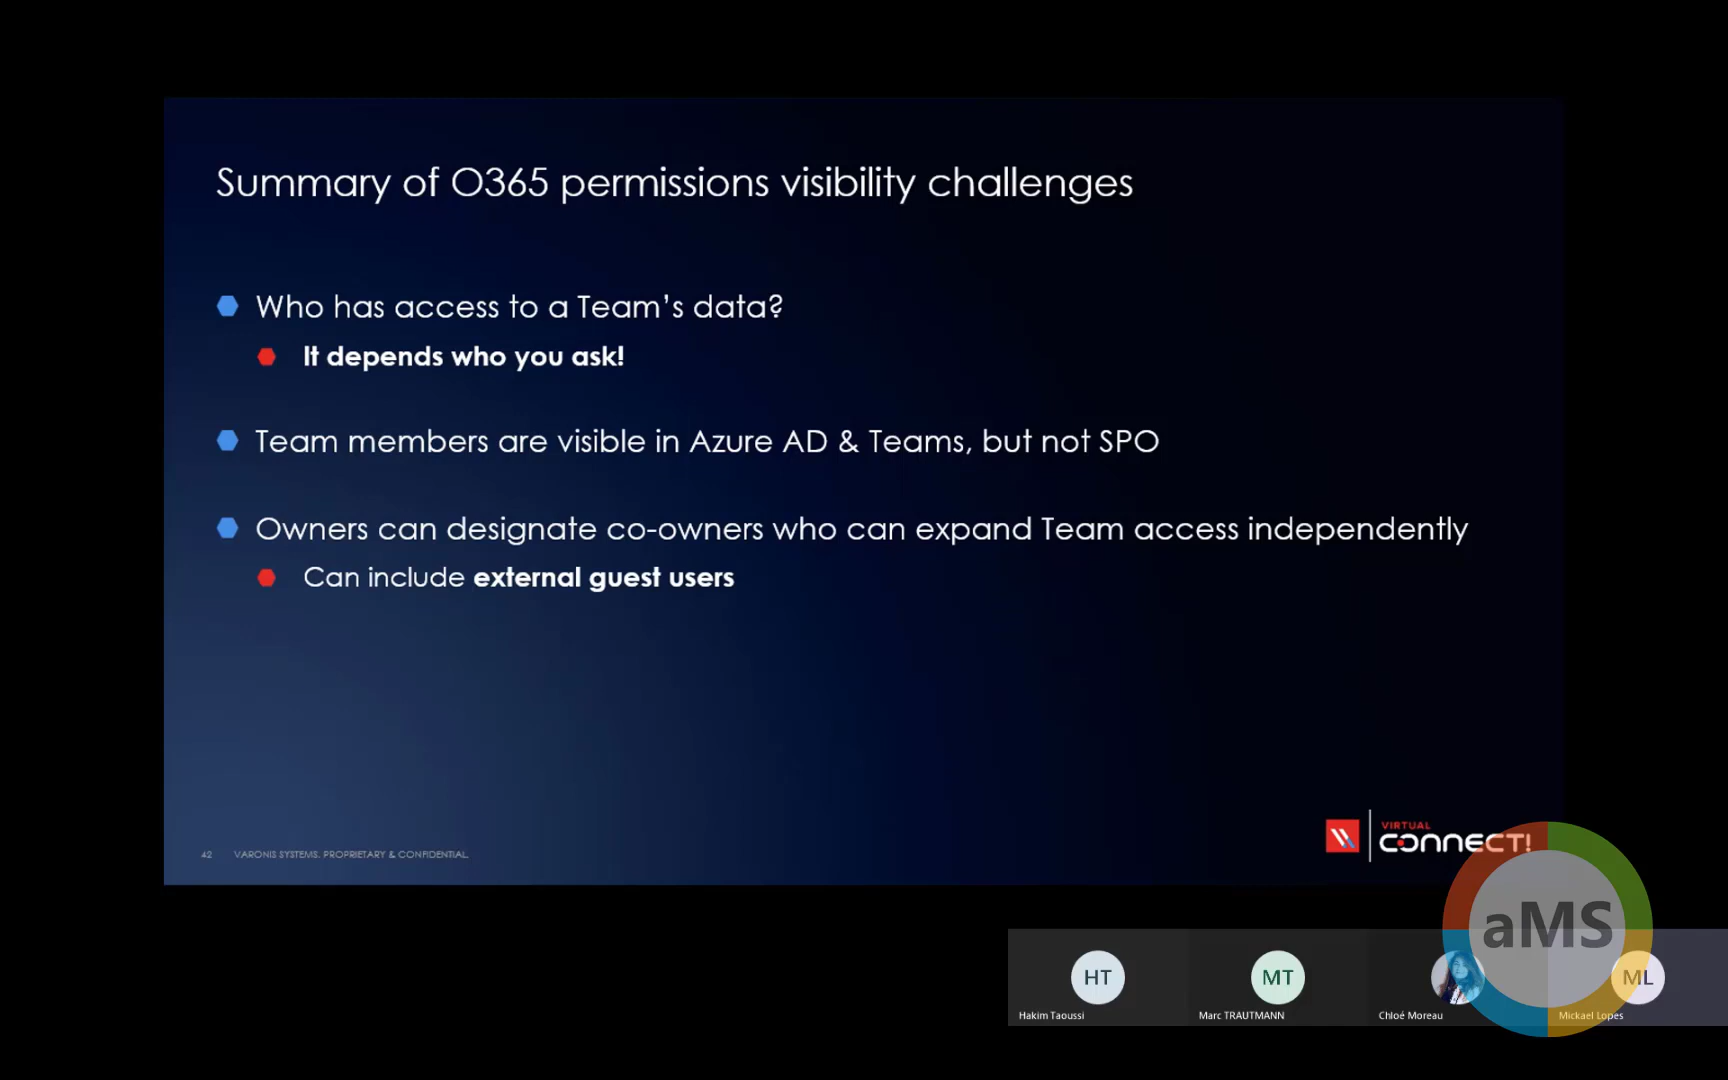 Summary of O365 permissions visibility challenges
Who has access to a Team's data?
It depends who you ask!
Team members are visible in Azure AD & Teams, but not SPO
Owners can designate co-owners who can expand Team access independently
Can include external guest users
42 VARONIS SYSTEMS. PROPRIETARY & CONFIDENTIAL.
VIRTUAL
CONNECT!
aMS
HT
MT
ML
Hakim Taoussi
Marc TRAUTMANN
Chloé Moreau
Mickael Lopes